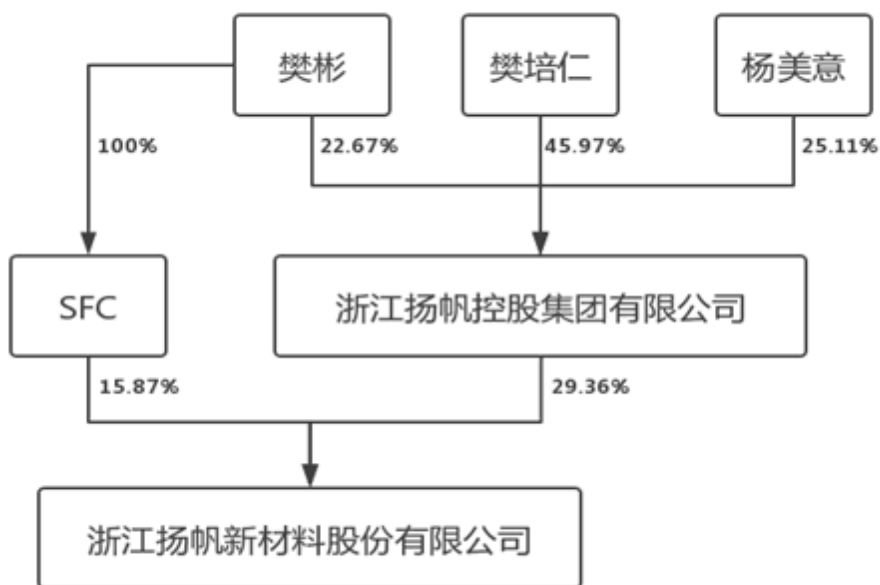 樊彬
樊培仁
杨美意
100%
22.67%
45.97%
25.11%
SFC
浙江扬帆控股集团有限公司
15.87%
29.36%
浙江扬帆新材料股份有限公司